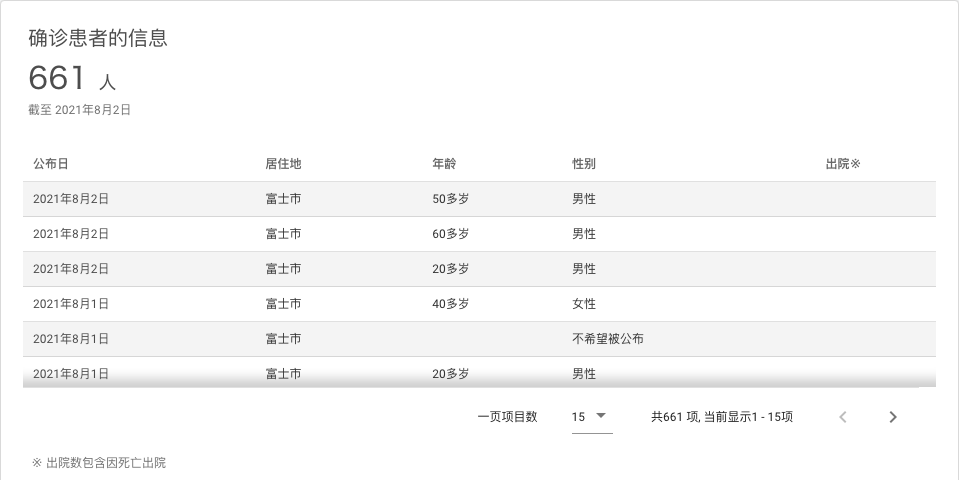 确诊患者的信息
661 人
截至 2021年8月2日
公布日 居住地 年龄 性别 出院※
2021年8月2日 富士市 50多岁 男性
2021年8月2日 富士市 60多岁 男性
2021年8月2日 富士市 20多岁 男性
2021年8月1日 富士市 40多岁 女性
2021年8月1日 富士市 不希望被公布
2021年8月1日 富士市 20多岁 男性
一页项目数 15 共661 项, 当前显示1 - 15项
※ 出院数包含因死亡出院